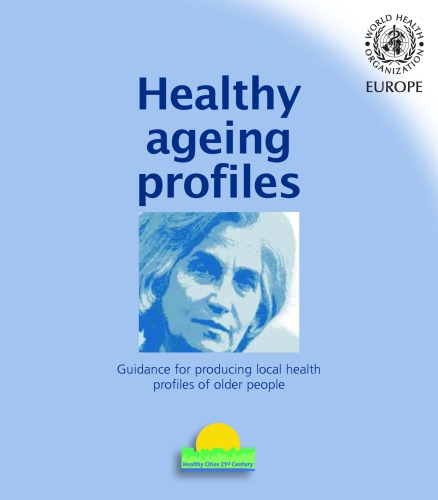 WORLD HEALTH
ORGANIZATION
EUROPE
Healthy
ageing
profiles
Guidance for producing local health
profiles of older people
Healthy Cities 21st Century